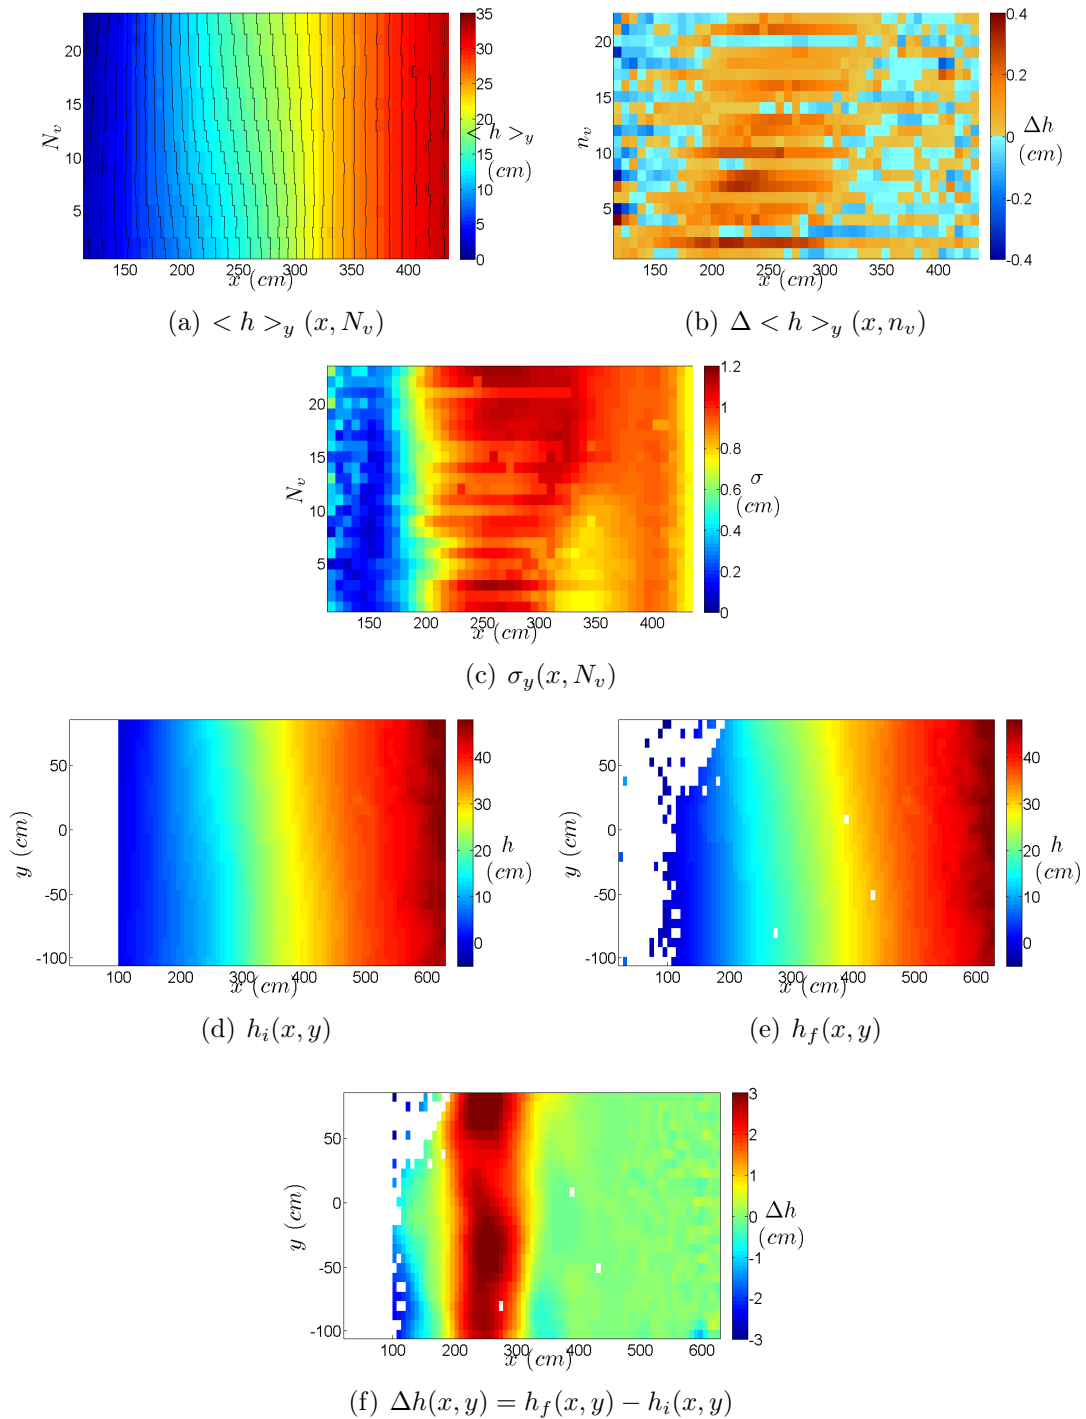 35
30
25
20
15
10
5
0
20
15
10
5
N_v
150 200 250 300 350 400
x (cm)
< h >_y
(cm)
(a) < h >_y (x, N_v)
0.4
0.2
0
-0.2
-0.4
20
15
10
5
n_v
150 200 250 300 350 400
x (cm)
Δh
(cm)
(b) Δ < h >_y (x, n_v)
1.2
1
0.8
0.6
0.4
0.2
0
20
15
10
5
N_v
150 200 250 300 350 400
x (cm)
σ
(cm)
(c) σ_y(x, N_v)
50
0
-50
-100
y (cm)
100 200 300 400 500 600
x (cm)
40
30
20
10
0
h
(cm)
(d) h_i(x, y)
50
0
-50
-100
y (cm)
100 200 300 400 500 600
x (cm)
40
30
20
10
0
h
(cm)
(e) h_f(x, y)
50
0
-50
-100
y (cm)
100 200 300 400 500 600
x (cm)
3
2
1
0
-1
-2
-3
Δh
(cm)
(f) Δh(x, y) = h_f(x, y) − h_i(x, y)